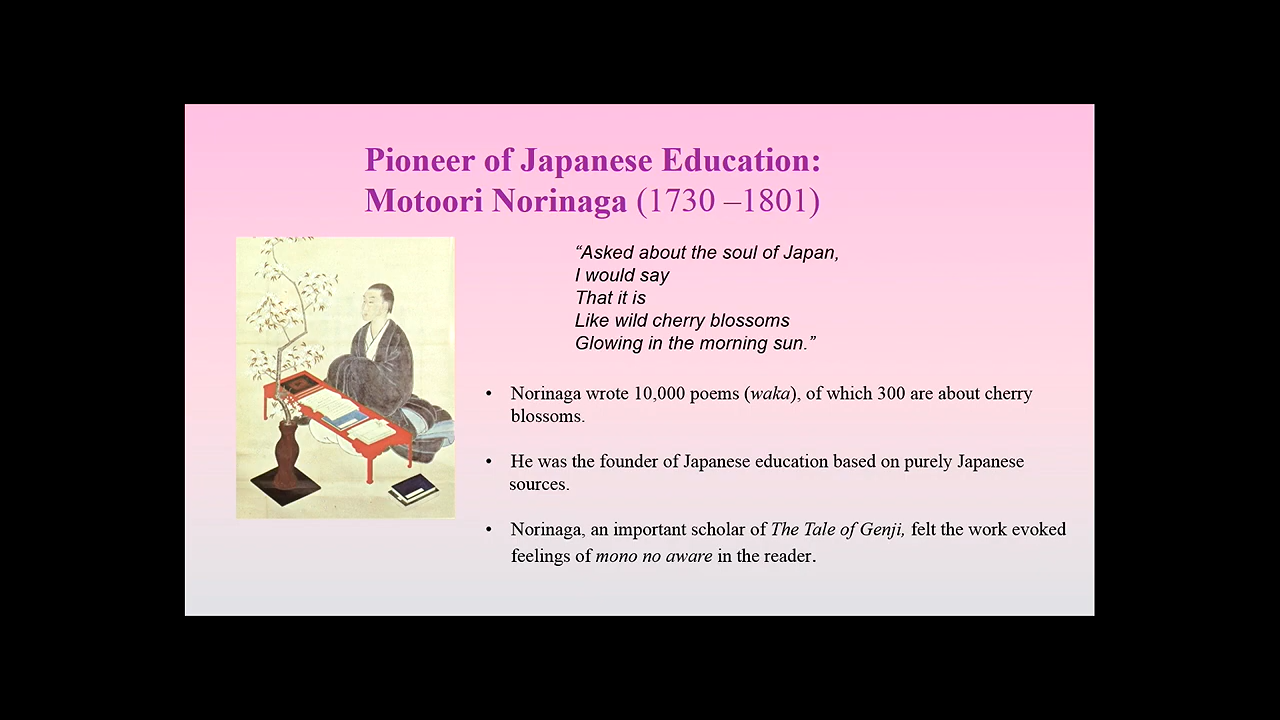 Pioneer of Japanese Education:
Motoori Norinaga (1730 –1801)
“Asked about the soul of Japan,
I would say
That it is
Like wild cherry blossoms
Glowing in the morning sun.”
• Norinaga wrote 10,000 poems (waka), of which 300 are about cherry
blossoms.
• He was the founder of Japanese education based on purely Japanese
sources.
• Norinaga, an important scholar of The Tale of Genji, felt the work evoked
feelings of mono no aware in the reader.